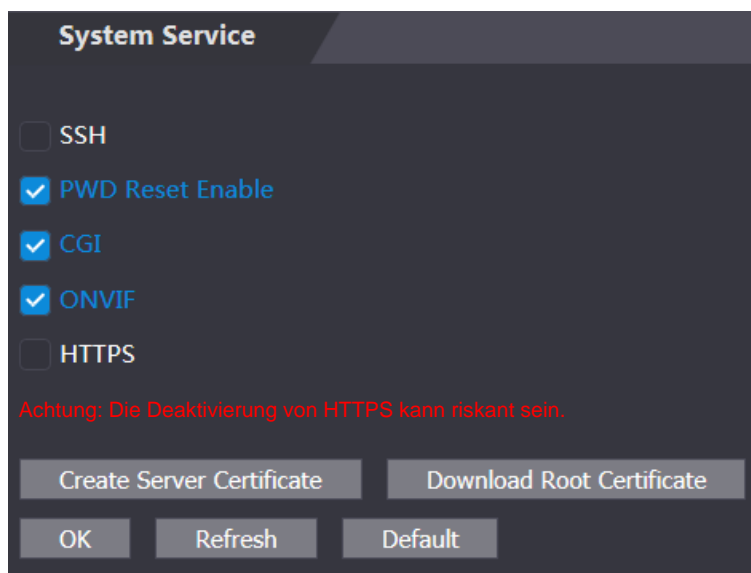 System Service
SSH
PWD Reset Enable
CGI
ONVIF
HTTPS
Achtung: Die Deaktivierung von HTTPS kann riskant sein.
Create Server Certificate Download Root Certificate
OK Refresh Default